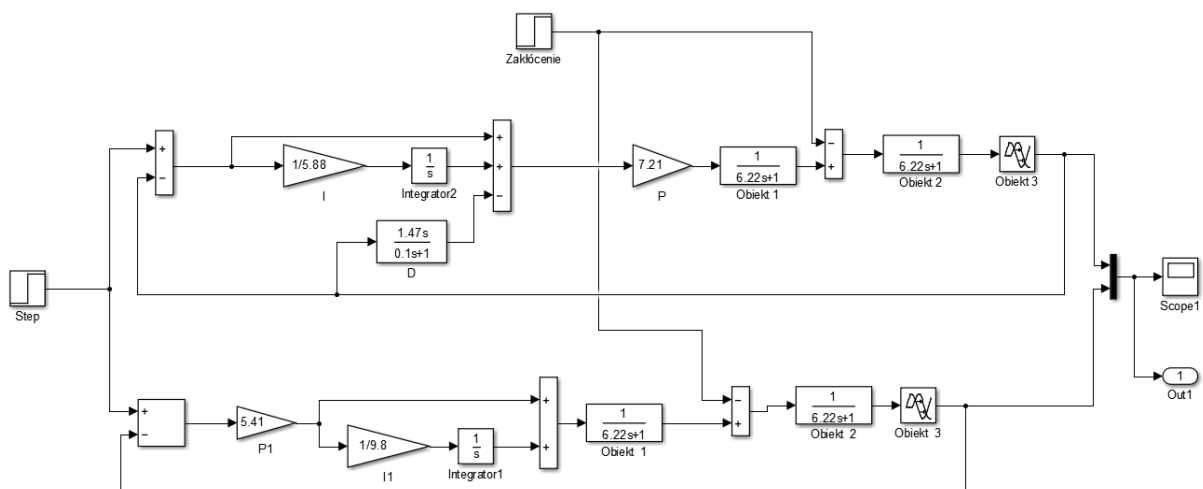 Zakłócenie
+
−
1/5.88
I
1
s
Integrator2
+
+
−
7.21
P
1
6.22s+1
Obiekt 1
−
+
1
6.22s+1
Obiekt 2
Obiekt 3
1.47s
0.1s+1
D
Step
Scope1
1
Out1
+
−
5.41
P1
1/9.8
I1
1
s
Integrator1
+
+
1
6.22s+1
Obiekt 1
−
+
1
6.22s+1
Obiekt 2
Obiekt 3